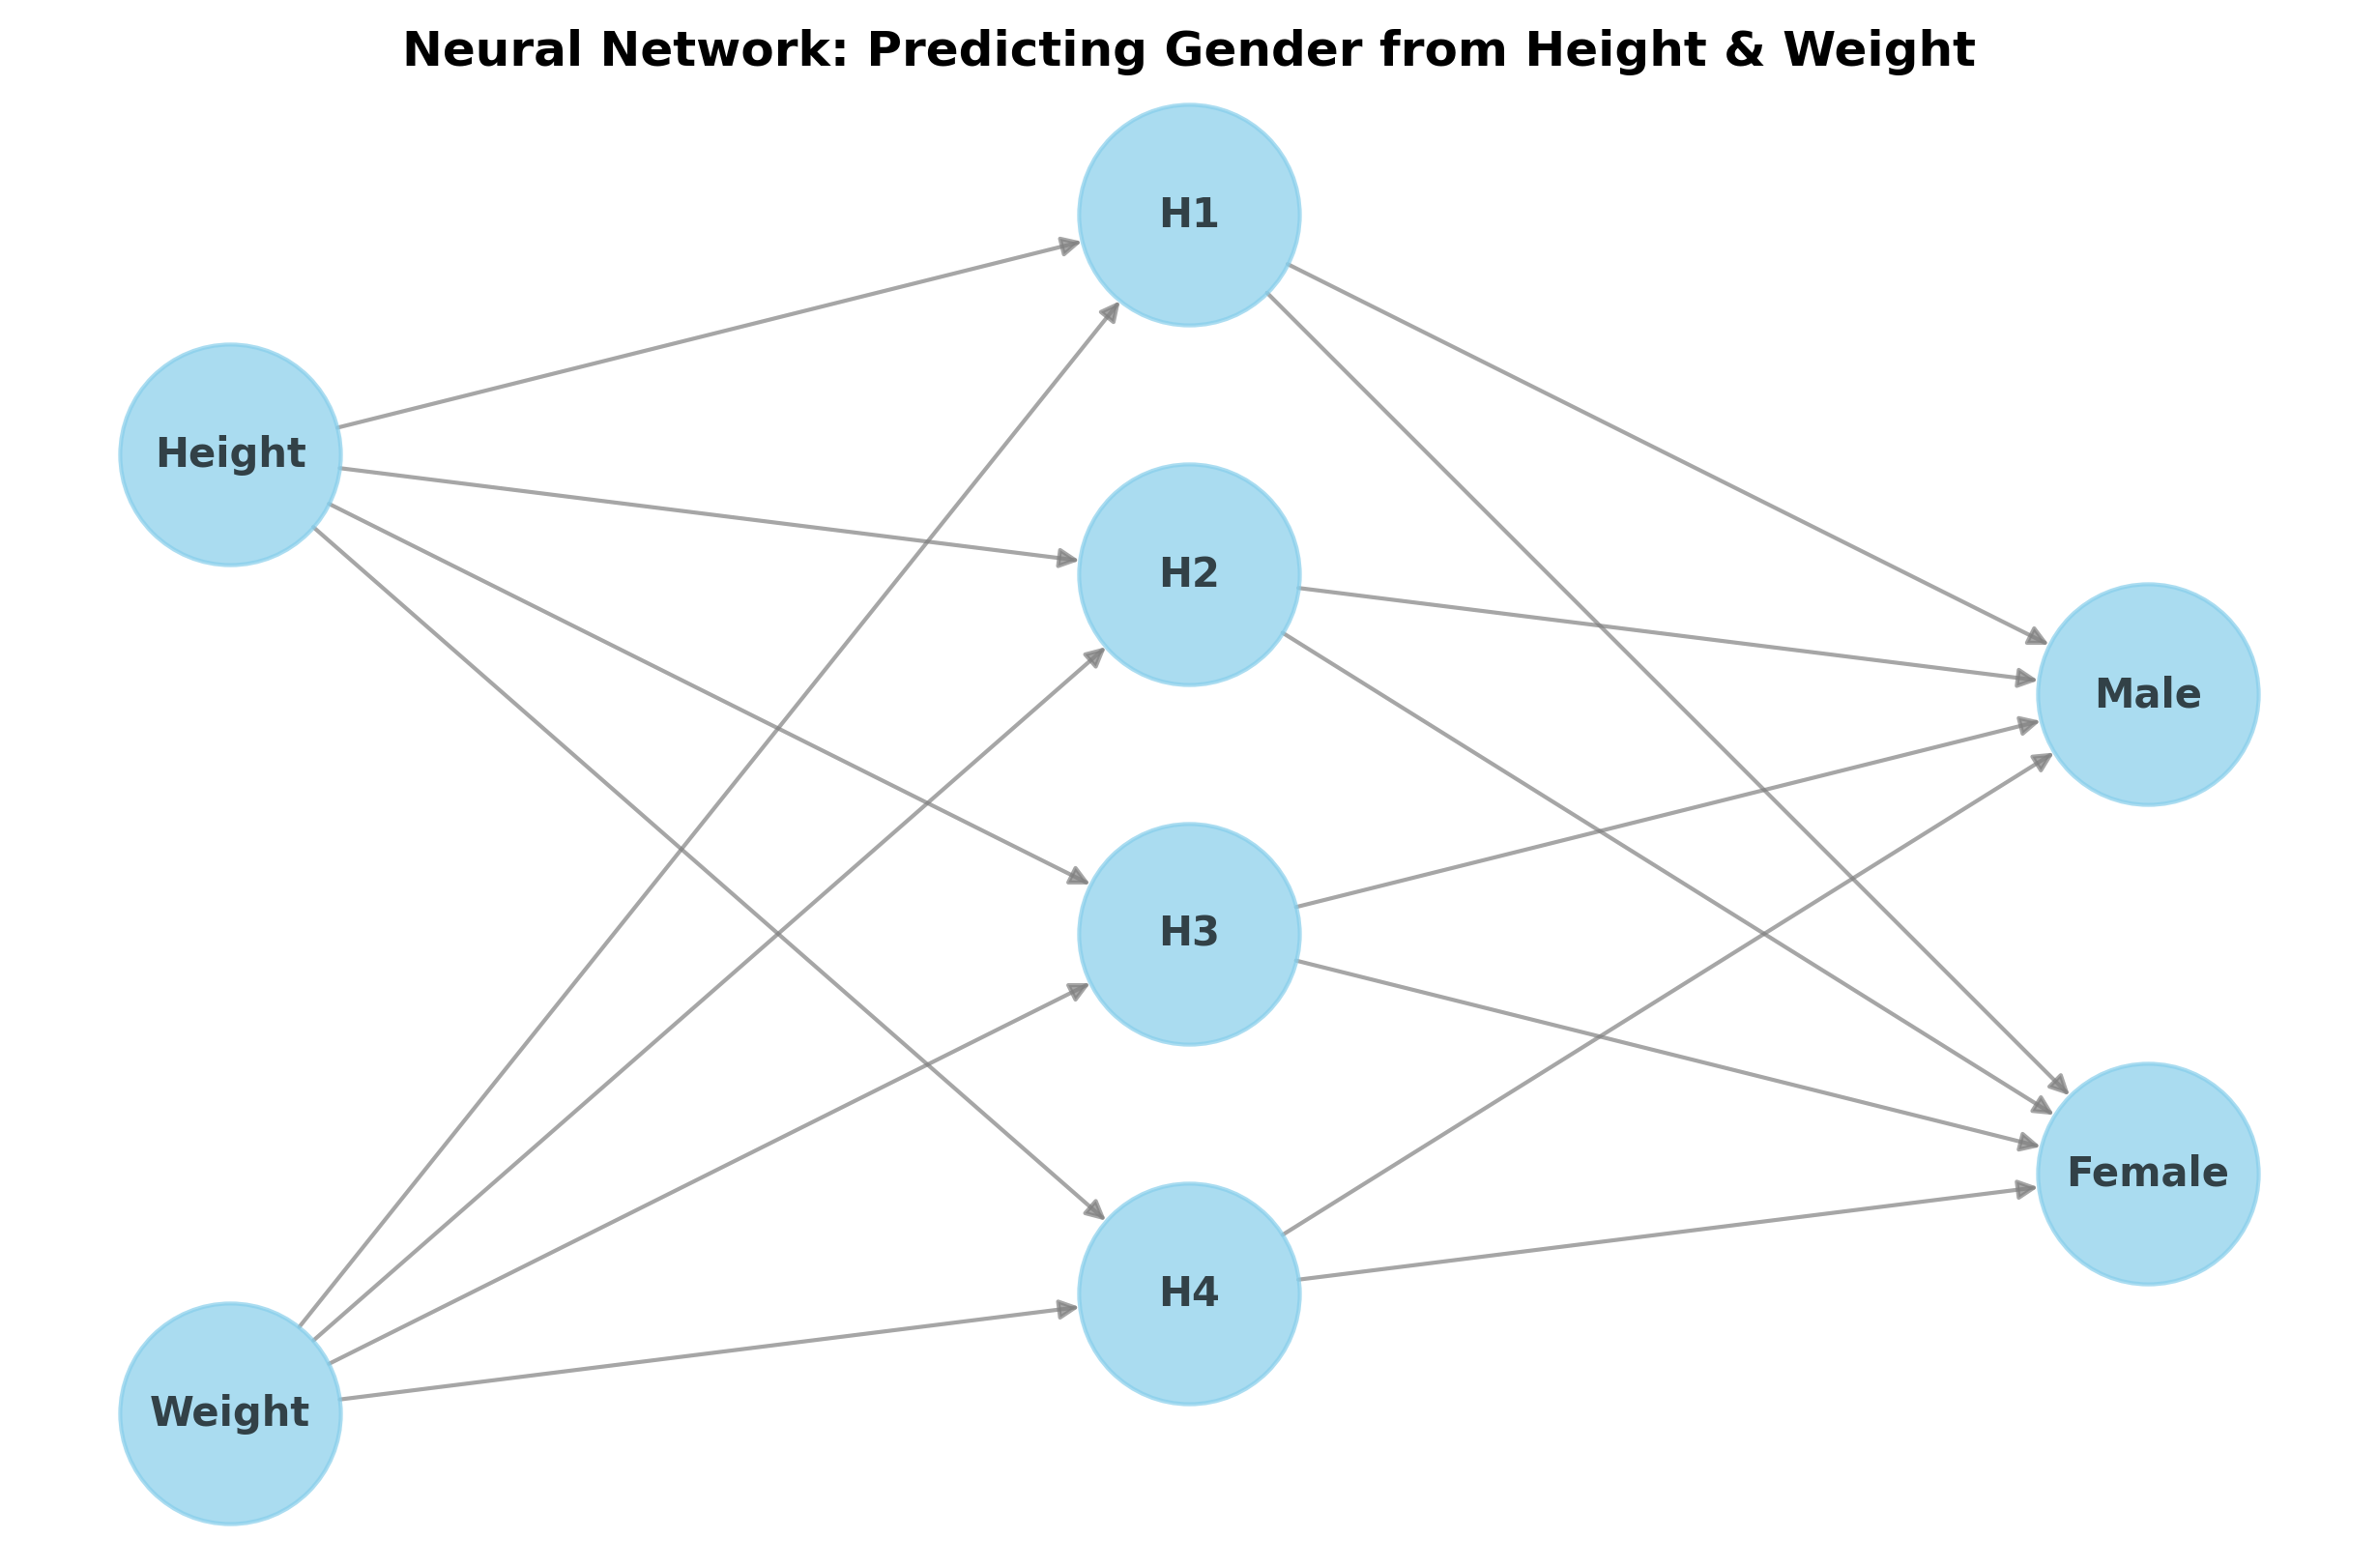 Neural Network: Predicting Gender from Height & Weight
H1
Height
H2
Male
H3
Female
H4
Weight